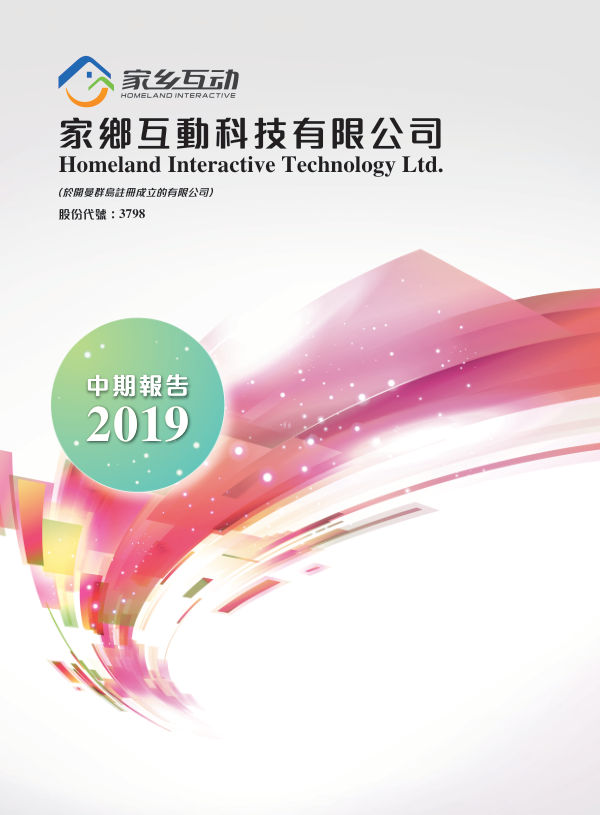 家乡互动
HOMELAND INTERACTIVE
家鄉互動科技有限公司
Homeland Interactive Technology Ltd.
(於開曼群島註冊成立的有限公司)
股份代號：3798
中期報告
2019